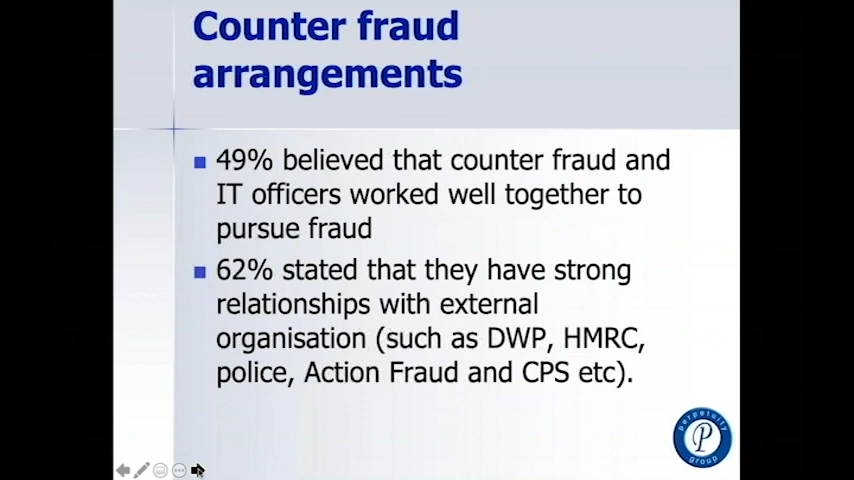 Counter fraud
arrangements
49% believed that counter fraud and
IT officers worked well together to
pursue fraud
62% stated that they have strong
relationships with external
organisation (such as DWP, HMRC,
police, Action Fraud and CPS etc).
perpetuity
P
group